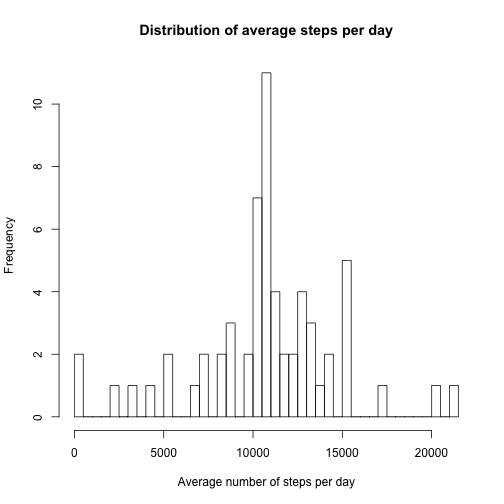 Distribution of average steps per day
Frequency
10
8
6
4
2
0
0 5000 10000 15000 20000
Average number of steps per day